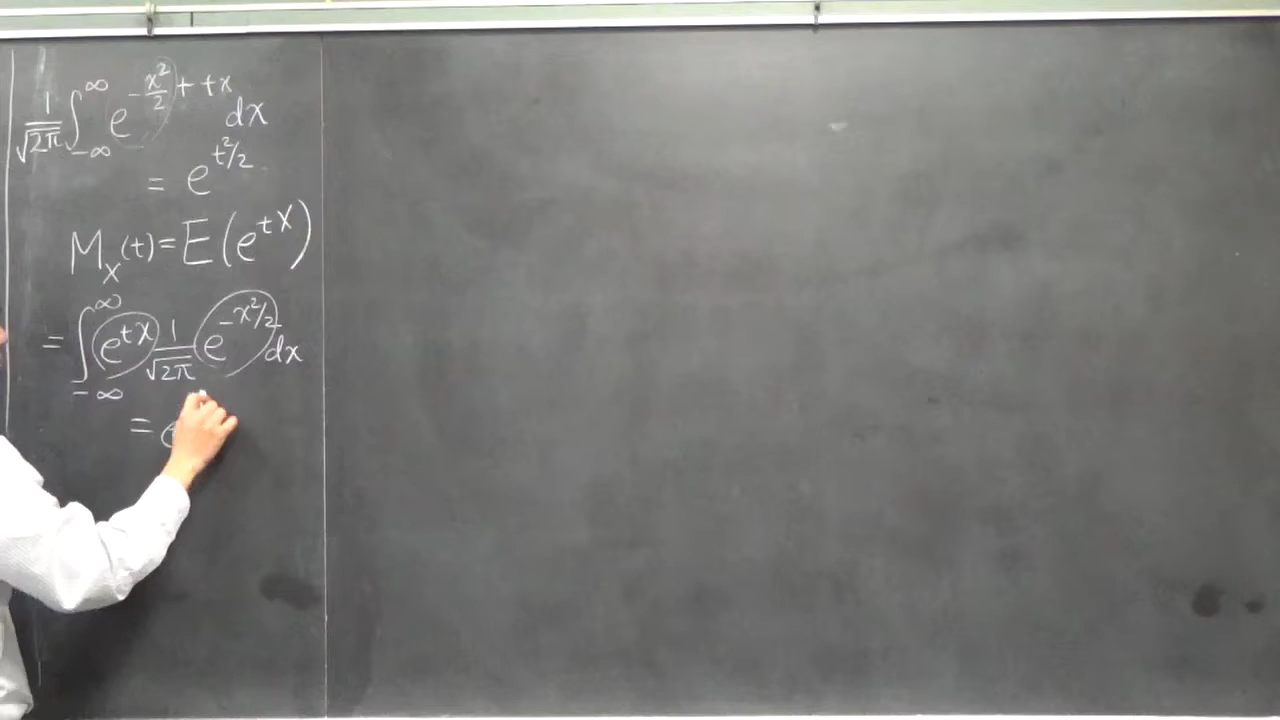 1/√2π ∫_{-∞}^{∞} e^{-x²/2 + tx} dx
= e^{t²/2}
M_X(t) = E(e^{tX})
= ∫_{-∞}^{∞} e^{tx} 1/√2π e^{-x²/2} dx
= e